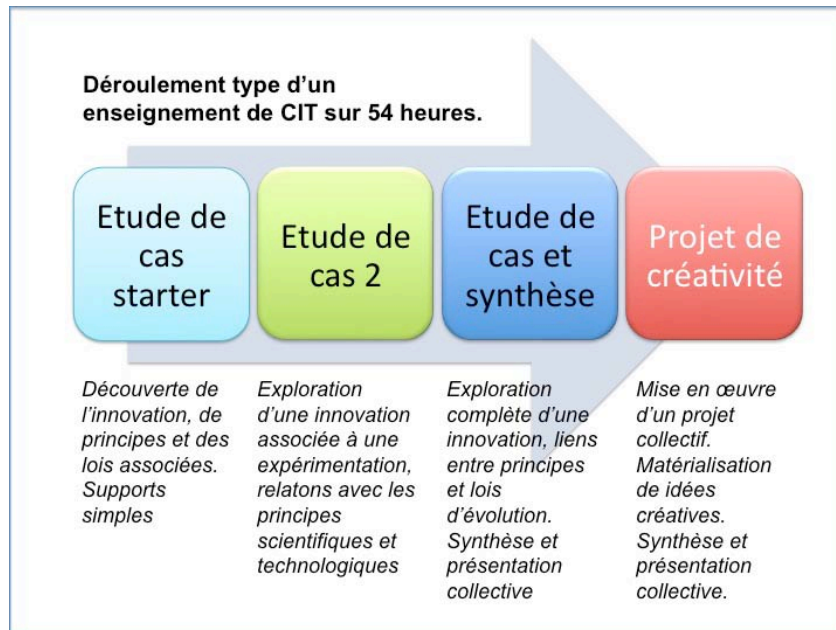 Déroulement type d'un
enseignement de CIT sur 54 heures.
Etude de
cas
starter
Etude de
cas 2
Etude de
cas et
synthèse
Projet de
créativité
Découverte de
l'innovation, de
principes et des
lois associées.
Supports
simples
Exploration
d'une innovation
associée à une
expérimentation,
relatons avec les
principes
scientifiques et
technologiques
Exploration
complète d'une
innovation, liens
entre principes
et lois
d'évolution.
Synthèse et
présentation
collective
Mise en œuvre
d'un projet
collectif.
Matérialisation
de idées
créatives.
Synthèse et
présentation
collective.